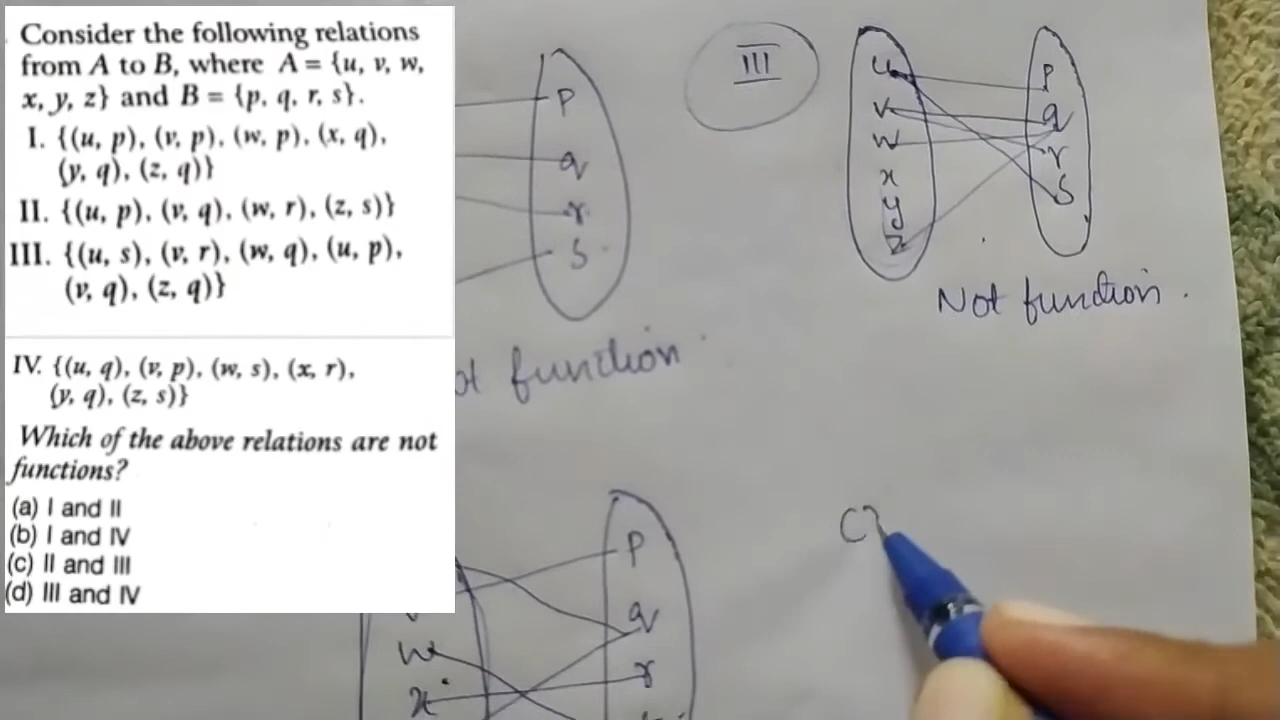 Consider the following relations
from A to B, where A = {u, v, w,
x, y, z} and B = {p, q, r, s}.
I. {(u, p), (v, p), (w, p), (x, q),
(y, q), (z, q)}
II. {(u, p), (v, q), (w, r), (z, s)}
III. {(u, s), (v, r), (w, q), (u, p),
(v, q), (z, q)}
IV. {(u, q), (v, p), (w, s), (x, r),
(y, q), (z, s)}
Which of the above relations are not
functions?
(a) I and II
(b) I and IV
(c) II and III
(d) III and IV
p
q
r
s
function
III
u
v
w
x
y
z
p
q
r
s
Not function.
w
x
p
q
r